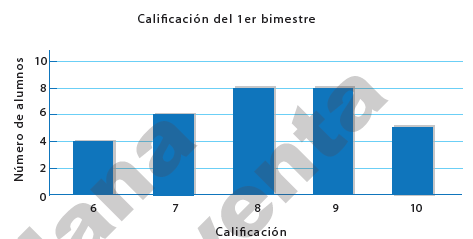 Calificación del 1er bimestre
Número de alumnos
10
8
6
4
2
0
6 7 8 9 10
Calificación
venta